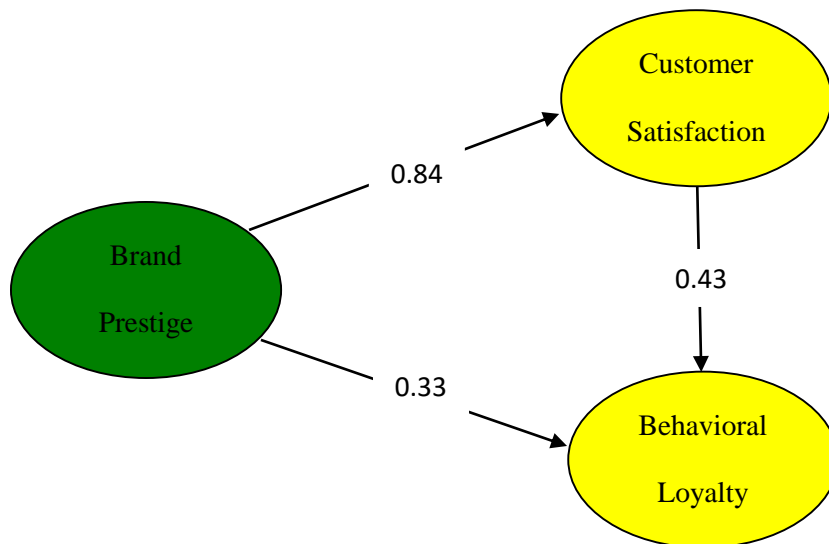 Customer
Satisfaction
0.84
Brand
Prestige
0.43
0.33
Behavioral
Loyalty